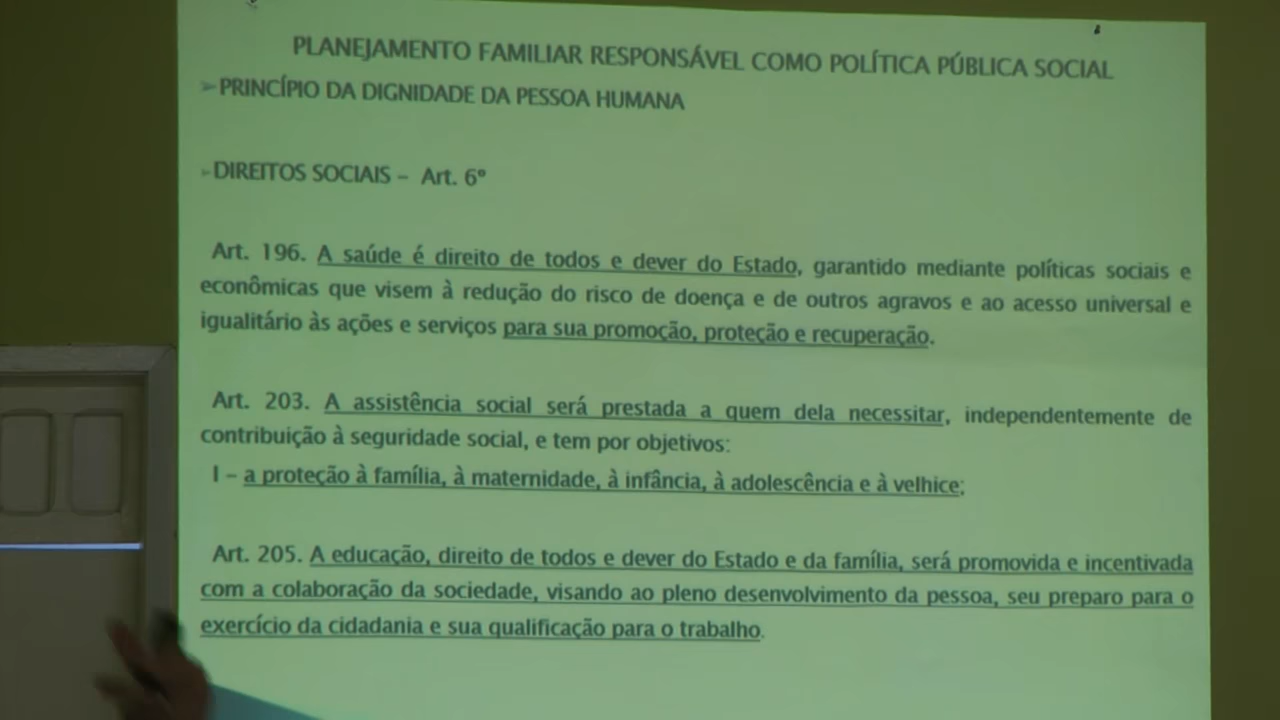 PLANEJAMENTO FAMILIAR RESPONSÁVEL COMO POLÍTICA PÚBLICA SOCIAL
➢PRINCÍPIO DA DIGNIDADE DA PESSOA HUMANA
➢DIREITOS SOCIAIS – Art. 6º
Art. 196. A saúde é direito de todos e dever do Estado, garantido mediante políticas sociais e
econômicas que visem à redução do risco de doença e de outros agravos e ao acesso universal e
igualitário às ações e serviços para sua promoção, proteção e recuperação.
Art. 203. A assistência social será prestada a quem dela necessitar, independentemente de
contribuição à seguridade social, e tem por objetivos:
I – a proteção à família, à maternidade, à infância, à adolescência e à velhice;
Art. 205. A educação, direito de todos e dever do Estado e da família, será promovida e incentivada
com a colaboração da sociedade, visando ao pleno desenvolvimento da pessoa, seu preparo para o
exercício da cidadania e sua qualificação para o trabalho.